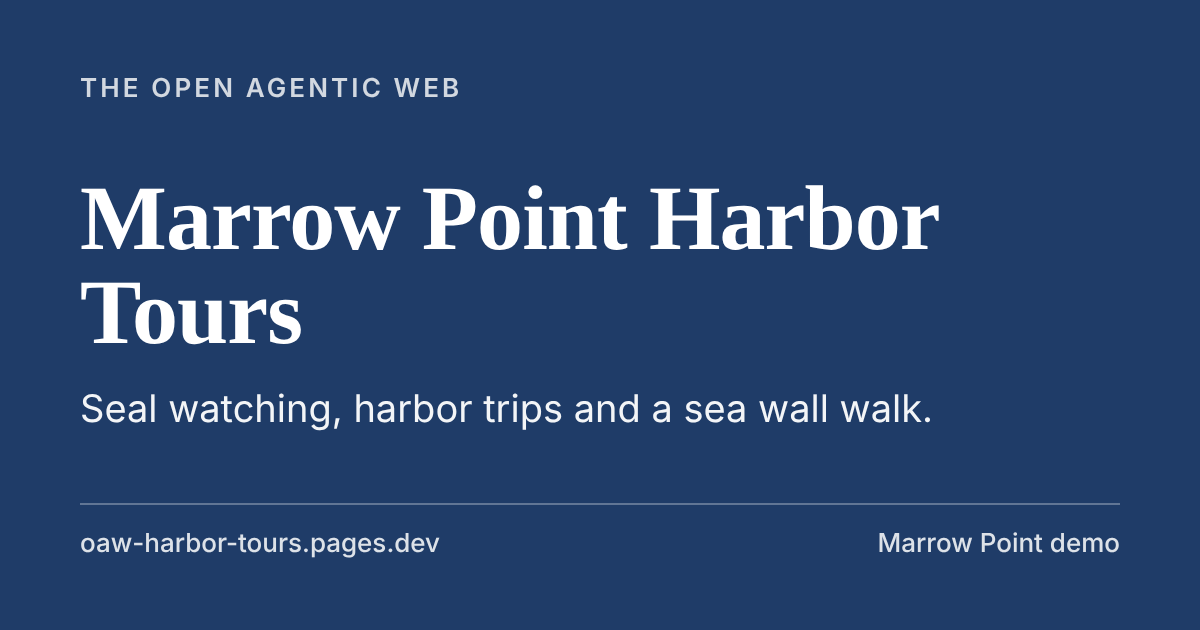 THE OPEN AGENTIC WEB
Marrow Point Harbor
Tours
Seal watching, harbor trips and a sea wall walk.
oaw-harbor-tours.pages.dev
Marrow Point demo